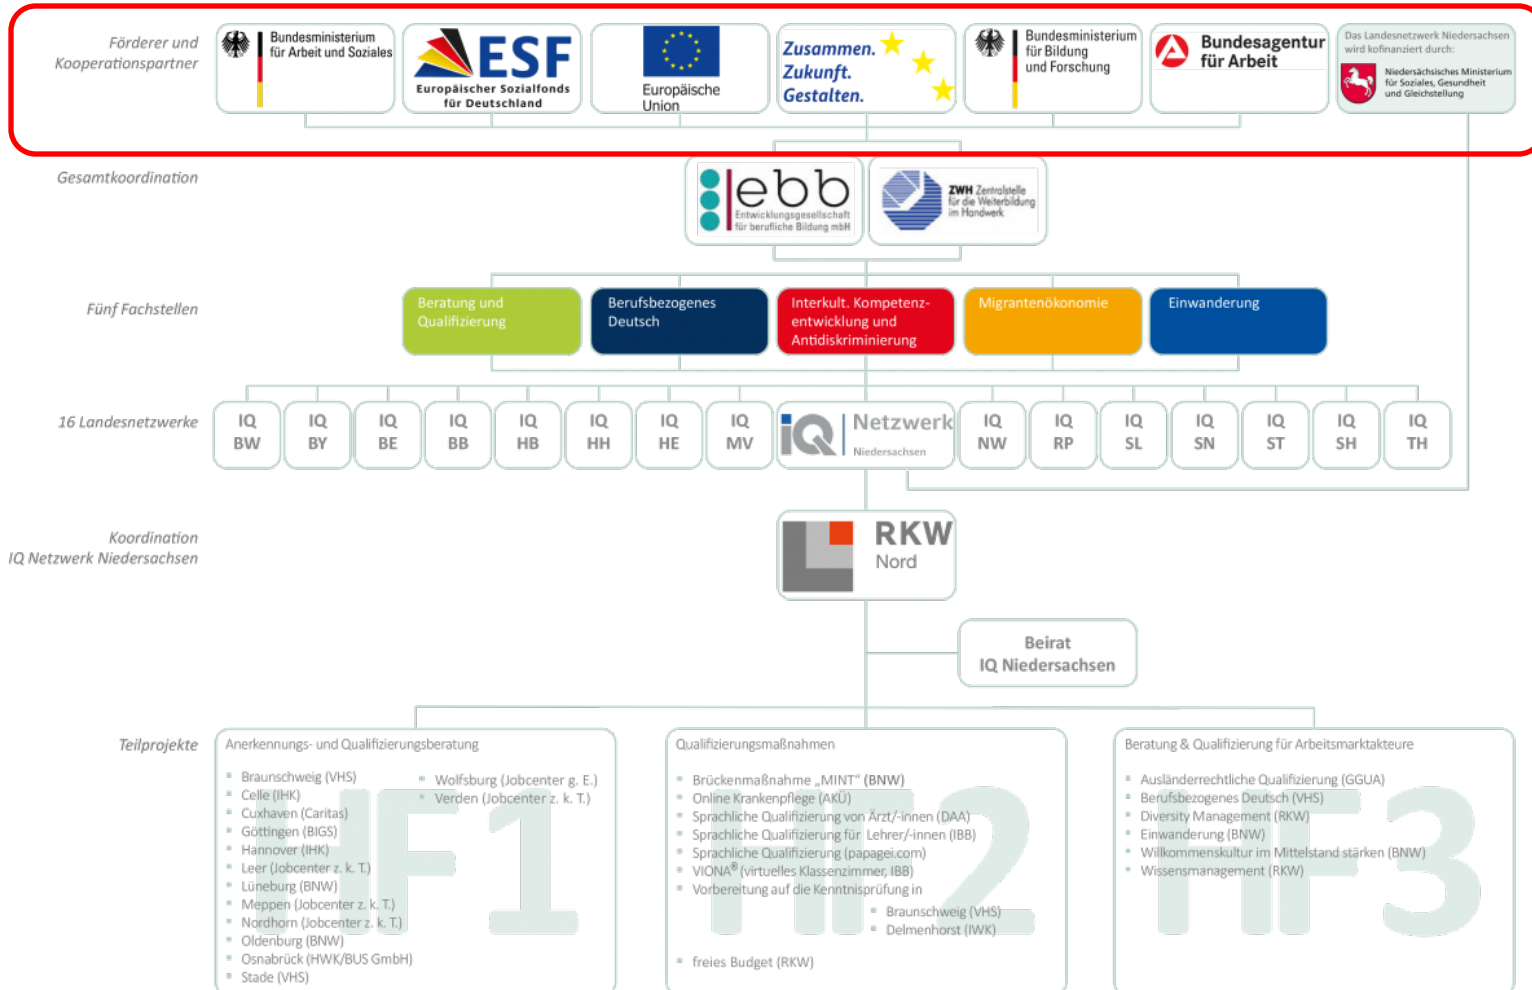 Förderer und
Kooperationspartner
Bundesministerium
für Arbeit und Soziales
ESF
Europäischer Sozialfonds
für Deutschland
Europäische
Union
Zusammen.
Zukunft.
Gestalten.
Bundesministerium
für Bildung
und Forschung
Bundesagentur
für Arbeit
Das Landesnetzwerk Niedersachsen
wird kofinanziert durch:
Niedersächsisches Ministerium
für Soziales, Gesundheit
und Gleichstellung
Gesamtkoordination
ebb
Entwicklungsgesellschaft
für berufliche Bildung mbH
ZWH Zentralstelle
für die Weiterbildung
im Handwerk
Fünf Fachstellen
Beratung und
Qualifizierung
Berufsbezogenes
Deutsch
Interkult. Kompetenz-
entwicklung und
Antidiskriminierung
Migrantenökonomie
Einwanderung
16 Landesnetzwerke
IQ
BW
IQ
BY
IQ
BE
IQ
BB
IQ
HB
IQ
HH
IQ
HE
IQ
MV
iQ
Netzwerk
Niedersachsen
IQ
NW
IQ
RP
IQ
SL
IQ
SN
IQ
ST
IQ
SH
IQ
TH
Koordination
IQ Netzwerk Niedersachsen
RKW
Nord
Beirat
IQ Niedersachsen
Teilprojekte
Anerkennungs- und Qualifizierungsberatung
Braunschweig (VHS)
Celle (IHK)
Cuxhaven (Caritas)
Göttingen (BIGS)
Hannover (IHK)
Leer (Jobcenter z. k. T.)
Lüneburg (BNW)
Meppen (Jobcenter z. k. T.)
Nordhorn (Jobcenter z. k. T.)
Oldenburg (BNW)
Osnabrück (HWK/BUS GmbH)
Stade (VHS)
Wolfsburg (Jobcenter g. E.)
Verden (Jobcenter z. k. T.)
HF1
Qualifizierungsmaßnahmen
Brückenmaßnahme „MINT“ (BNW)
Online Krankenpflege (AKÜ)
Sprachliche Qualifizierung von Ärzt/-innen (DAA)
Sprachliche Qualifizierung für Lehrer/-innen (IBB)
Sprachliche Qualifizierung (papagei.com)
VIONA® (virtuelles Klassenzimmer, IBB)
Vorbereitung auf die Kenntnisprüfung in
Braunschweig (VHS)
Delmenhorst (IWK)
freies Budget (RKW)
HF2
Beratung & Qualifizierung für Arbeitsmarktakteure
Ausländerrechtliche Qualifizierung (GGUA)
Berufsbezogenes Deutsch (VHS)
Diversity Management (RKW)
Einwanderung (BNW)
Willkommenskultur im Mittelstand stärken (BNW)
Wissensmanagement (RKW)
HF3